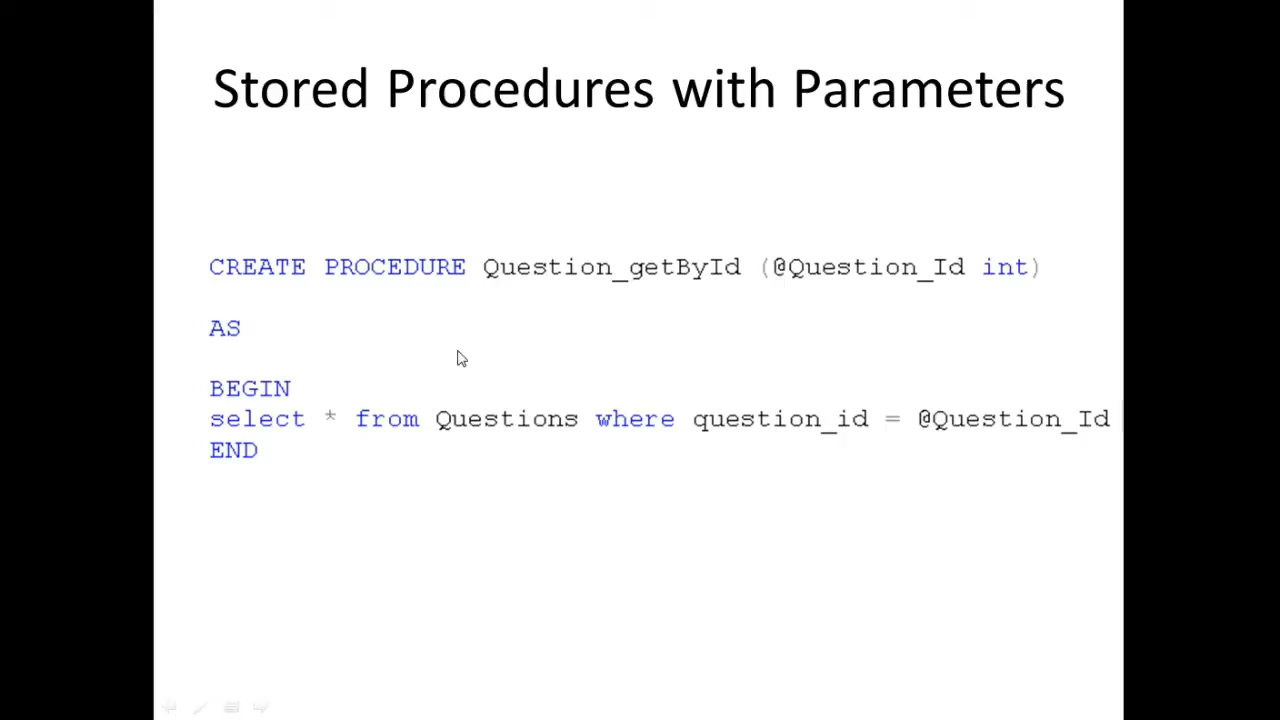 Stored Procedures with Parameters
CREATE PROCEDURE Question_getById (@Question_Id int)
AS
BEGIN
select * from Questions where question_id = @Question_Id
END